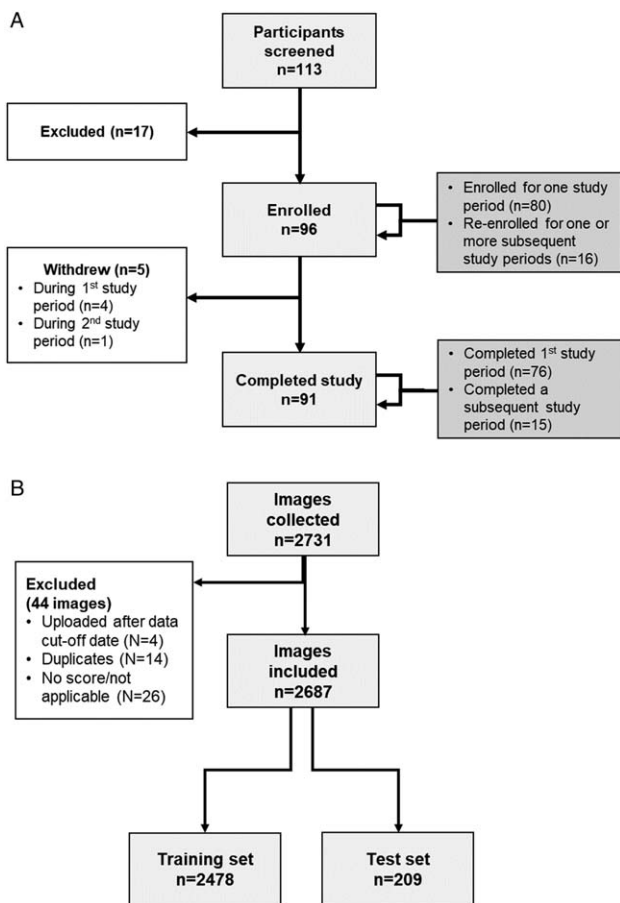 A
Participants
screened
n=113
Excluded (n=17)
Enrolled
n=96
• Enrolled for one study
period (n=80)
• Re-enrolled for one or
more subsequent
study periods (n=16)
Withdrew (n=5)
• During 1st study
period (n=4)
• During 2nd study
period (n=1)
Completed study
n=91
• Completed 1st study
period (n=76)
• Completed a
subsequent study
period (n=15)
B
Images
collected
n=2731
Excluded
(44 images)
• Uploaded after data
cut-off date (N=4)
• Duplicates (N=14)
• No score/not
applicable (N=26)
Images
included
n=2687
Training set
n=2478
Test set
n=209